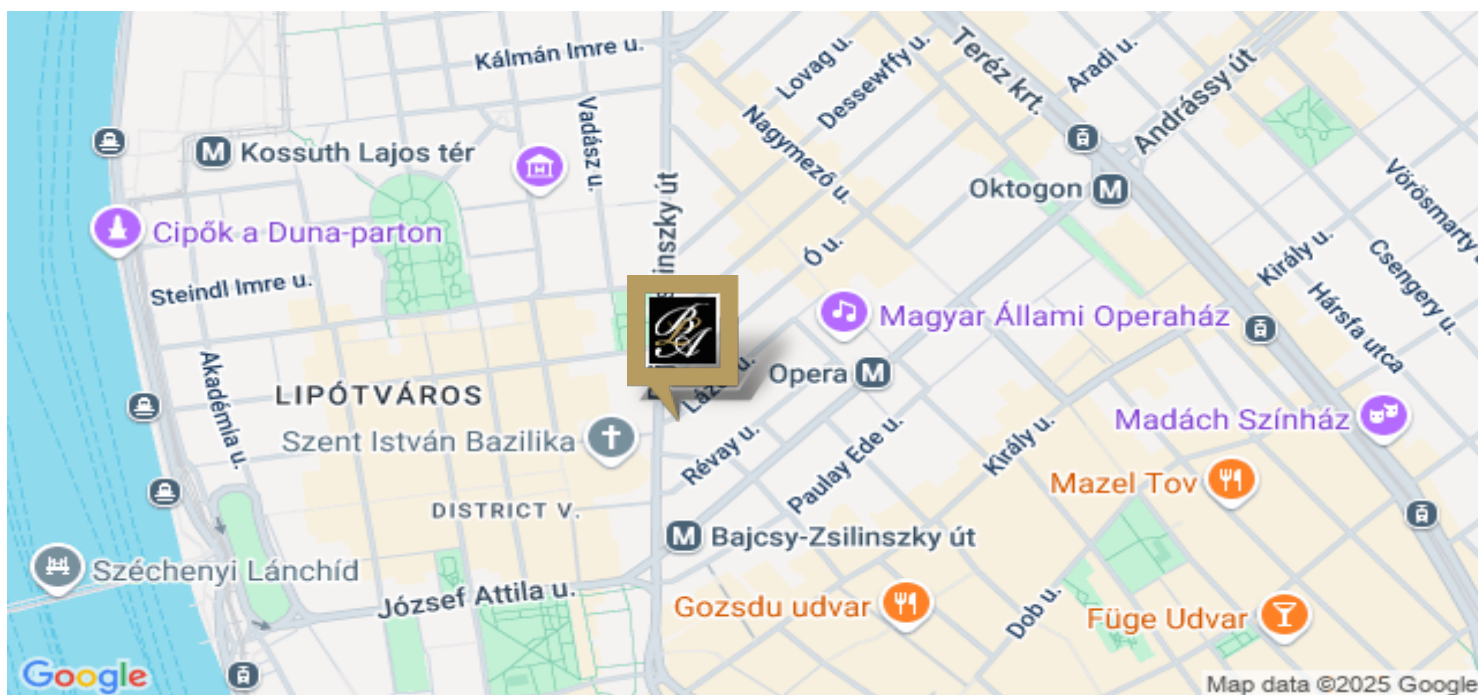 Kálmán Imre u.
Lovag u.
Dessewffy u.
Teréz krt.
Aradi u.
Andrássy út
Vadász u.
Nagymező u.
M Kossuth Lajos tér
Oktogon M
Vörösmarty u.
Cipők a Duna-parton
inszky út
Ó u.
Király u.
Csengery u.
Steindl Imre u.
Hársfa utca
BA
Magyar Állami Operaház
Akadémia u.
LIPÓTVÁROS
Opera M
Madách Színház
Szent István Bazilika
Révay u.
Paulay Ede u.
Király u.
Mazel Tov
DISTRICT V.
M Bajcsy-Zsilinszky út
Széchenyi Lánchíd
József Attila u.
Gozsdu udvar
Dob u.
Füge Udvar
Google
Map data ©2025 Google